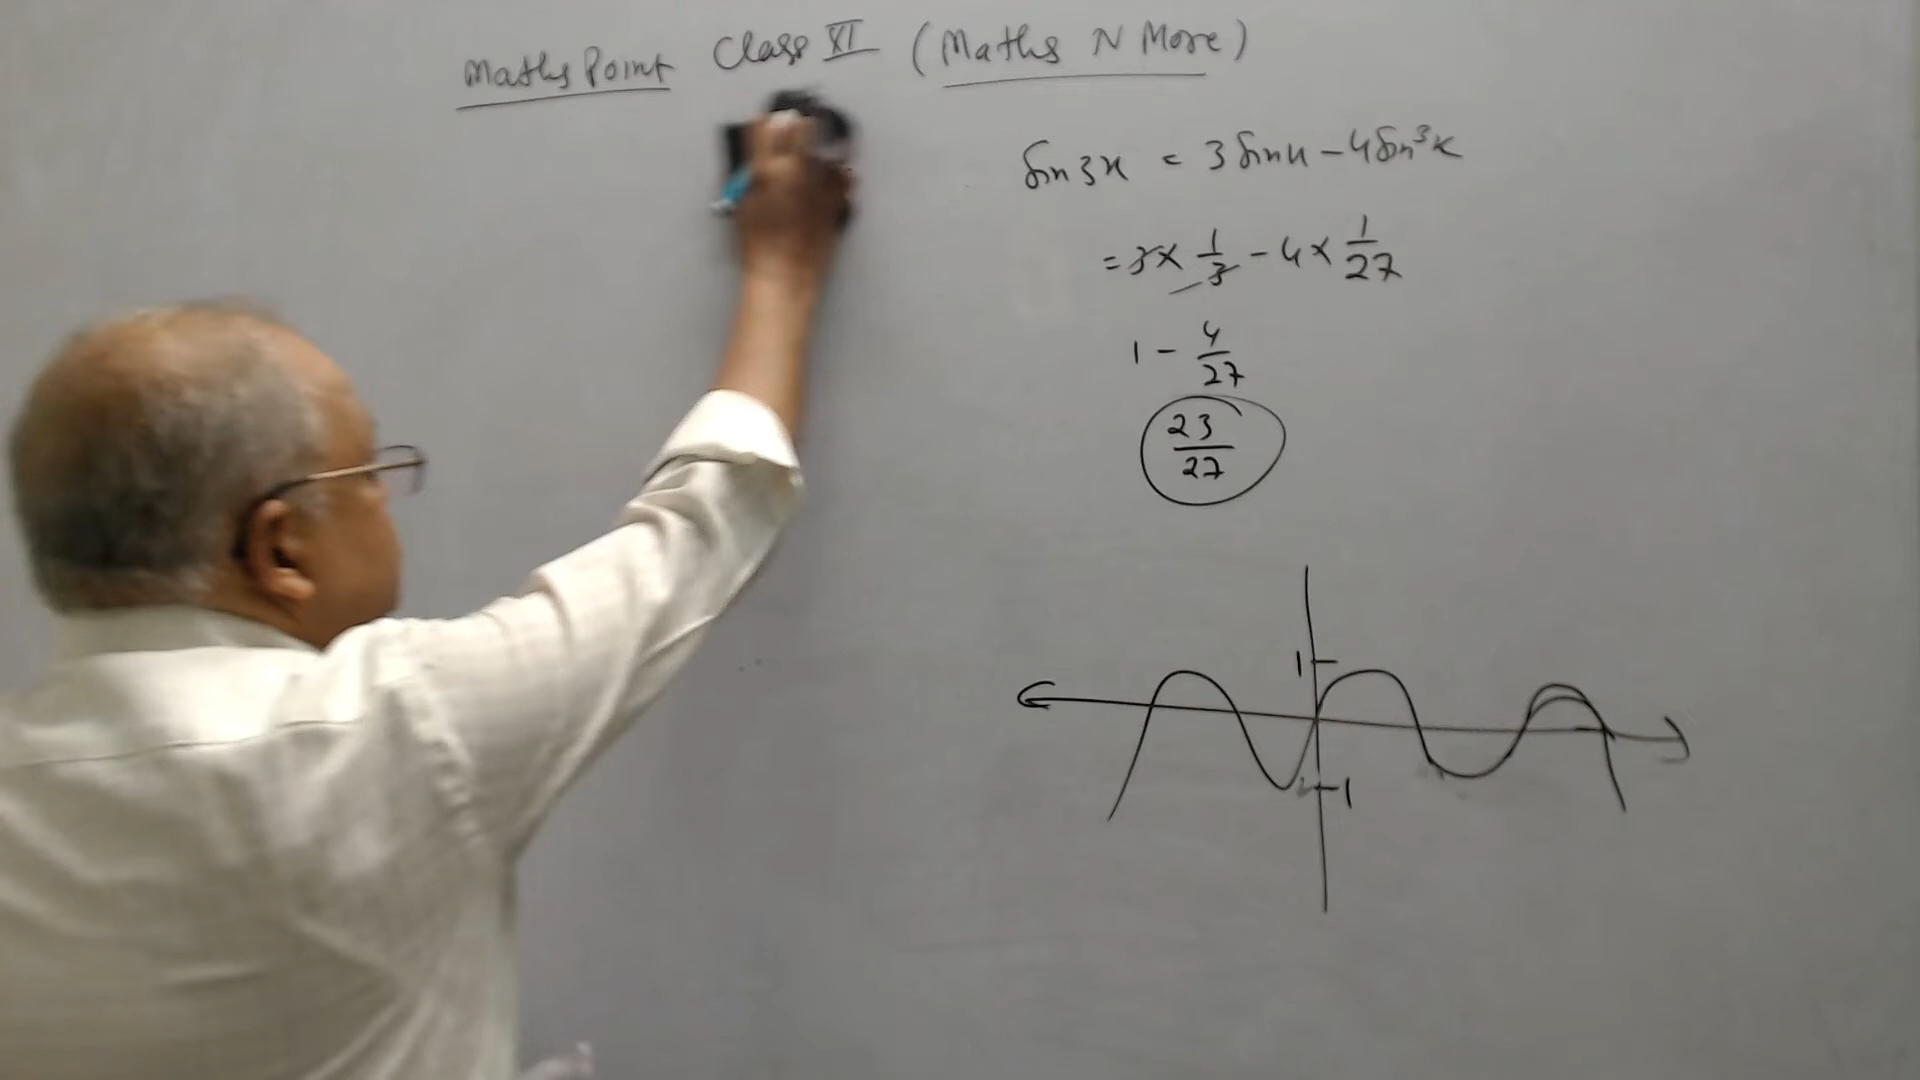 Maths Point Class XI (Maths N More)
Sin 3x = 3 Sin x - 4 Sin³x
= 3 × 1/3 - 4 × 1/27
1 - 4/27
23/27
1
-1